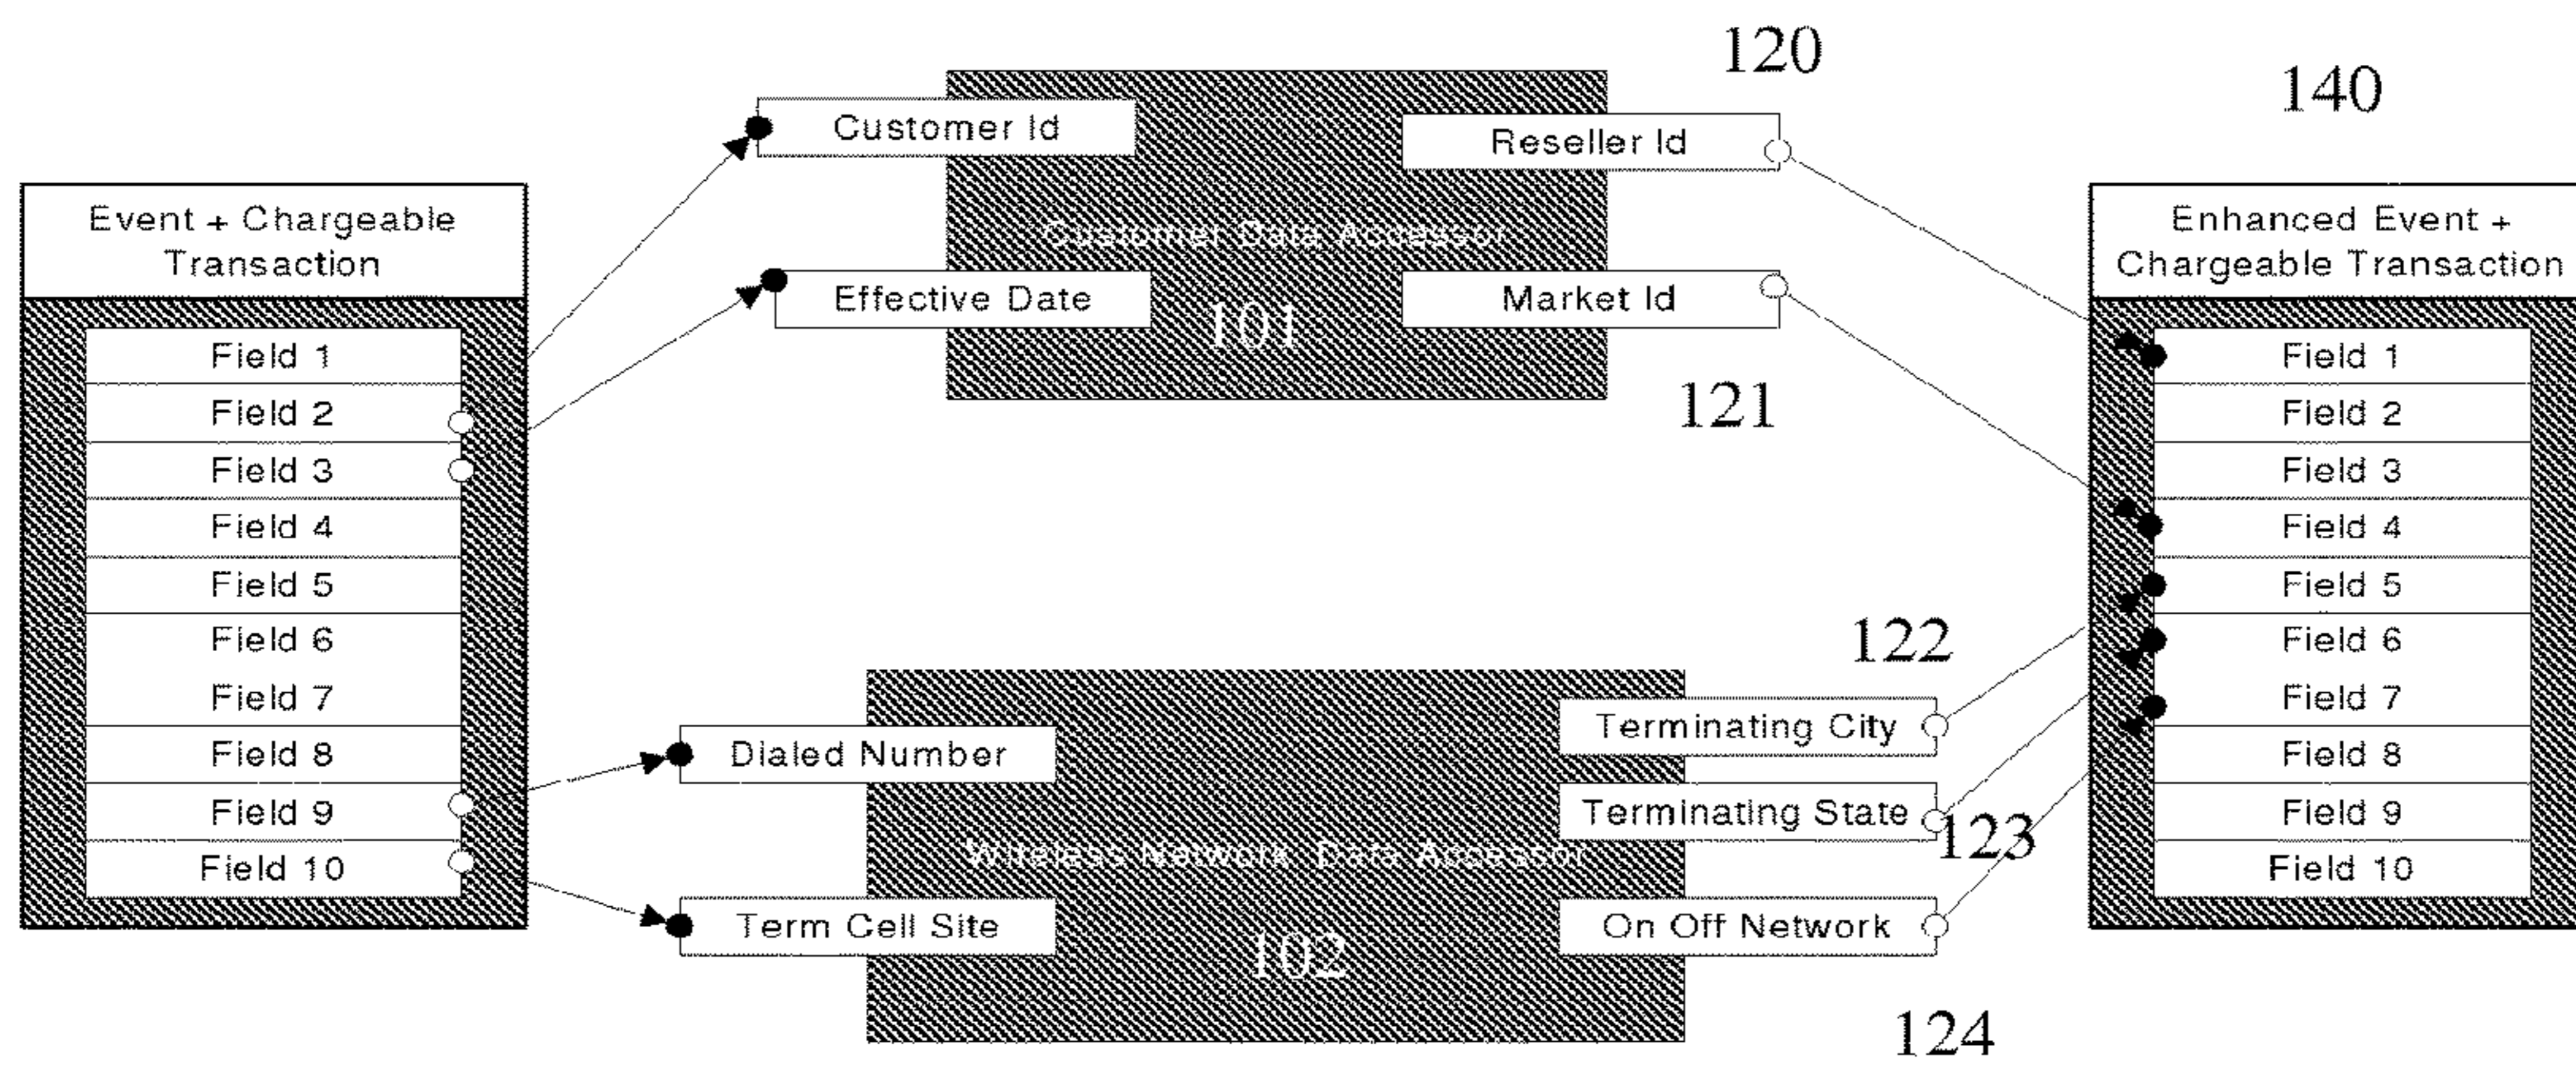 120
140
Customer Id
Reseller Id
Event + Chargeable
Transaction
Customer Data Accessor
Enhanced Event +
Chargeable Transaction
Effective Date
Market Id
101
121
Field 1
Field 2
Field 3
Field 4
Field 5
Field 6
Field 7
Field 8
Field 9
Field 10
Field 1
Field 2
Field 3
Field 4
Field 5
Field 6
Field 7
Field 8
Field 9
Field 10
122
Dialed Number
Terminating City
Terminating State
123
Wireless Network Data Accessor
Term Cell Site
On Off Network
102
124